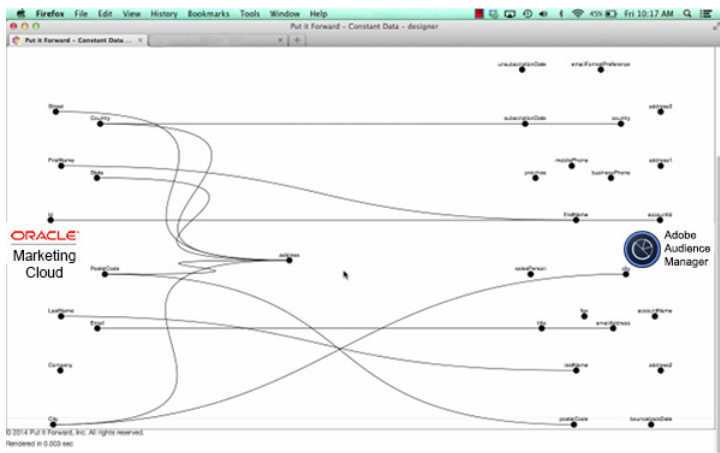 Firefox File Edit View History Bookmarks Tools Window Help 45% Fri 10:17 AM
Put it Forward – Constant Data – designer
Put it Forward – Constant Data ...
unsubscriptionDate emailFormatPreference
Street address3
Country subscriptionDate country
FirstName mobilePhone address1
State province businessPhone
Id firstName accountId
ORACLE Adobe
Marketing Audience
Cloud Manager
address
PostalCode salesPerson city
LastName fax accountName
Email title emailAddress
Company lastName address2
City postalCode
© 2014 Put it Forward, Inc. All rights reserved.
Rendered in 0.003 sec